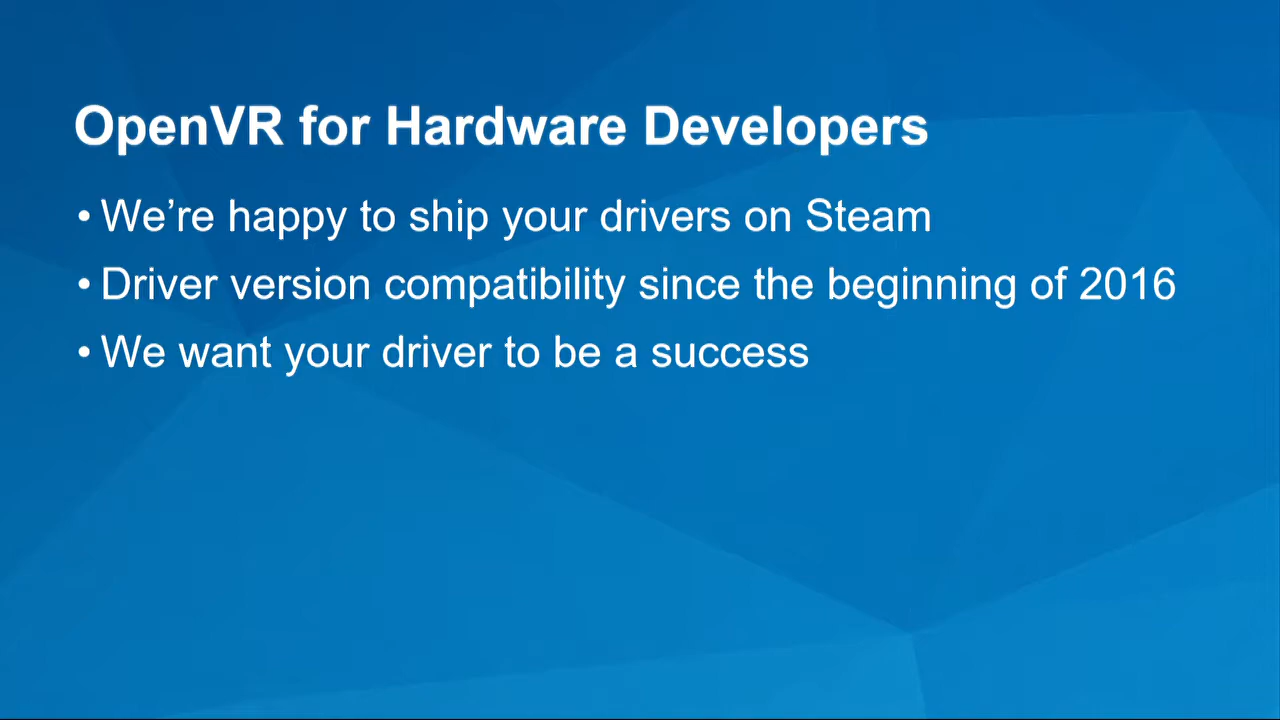 OpenVR for Hardware Developers
• We’re happy to ship your drivers on Steam
• Driver version compatibility since the beginning of 2016
• We want your driver to be a success